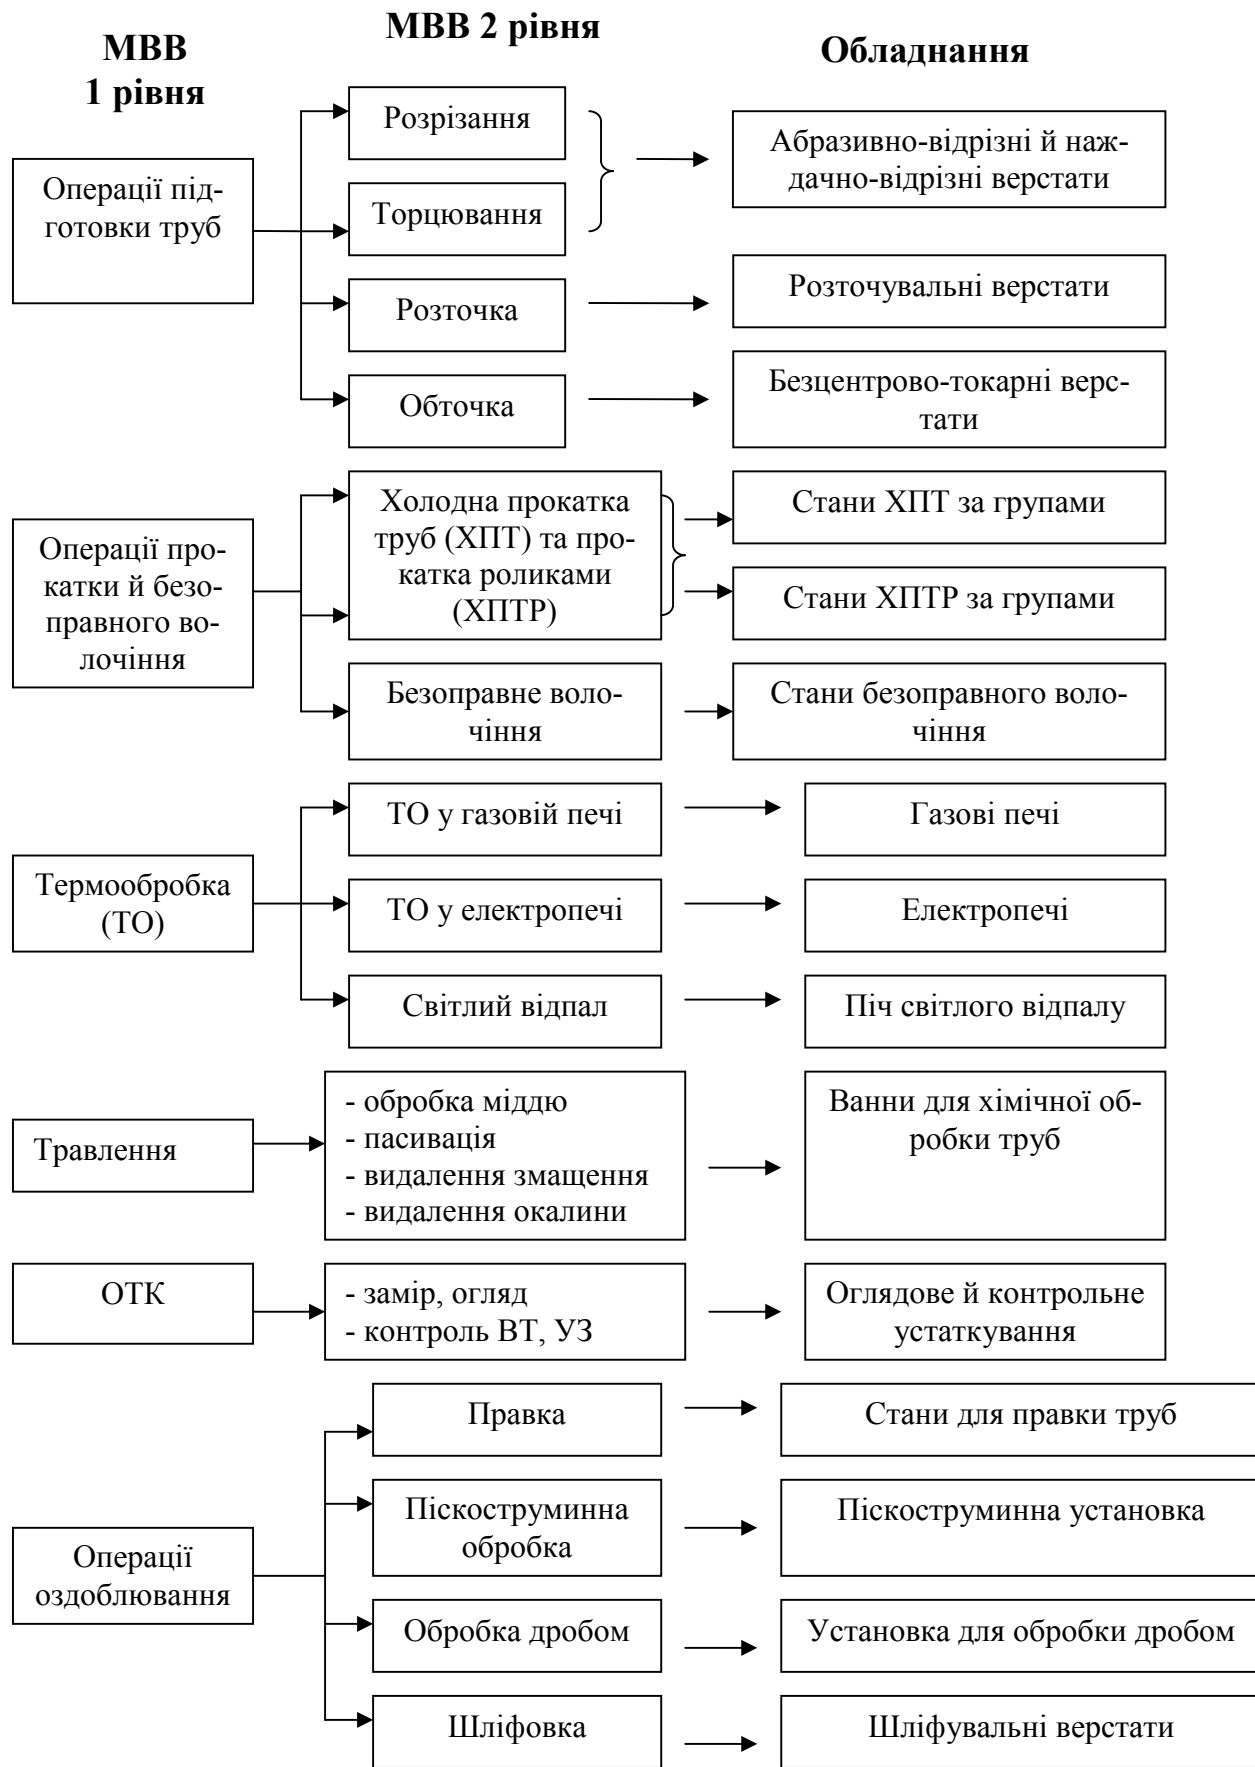 МВВ
1 рівня
МВВ 2 рівня
Обладнання
Операції під-
готовки труб
Розрізання
Торцювання
Абразивно-відрізні й наж-
дачно-відрізні верстати
Розточка
Розточувальні верстати
Обточка
Безцентрово-токарні верс-
тати
Операції про-
катки й безо-
правного во-
лочіння
Холодна прокатка
труб (ХПТ) та про-
катка роликами
(ХПТР)
Стани ХПТ за групами
Стани ХПТР за групами
Безоправне воло-
чіння
Стани безоправного воло-
чіння
Термообробка
(ТО)
ТО у газовій печі
Газові печі
ТО у електропечі
Електропечі
Світлий відпал
Піч світлого відпалу
Травлення
- обробка міддю
- пасивація
- видалення змащення
- видалення окалини
Ванни для хімічної об-
робки труб
ОТК
- замір, огляд
- контроль ВТ, УЗ
Оглядове й контрольне
устаткування
Операції
оздоблювання
Правка
Стани для правки труб
Піскоструминна
обробка
Піскоструминна установка
Обробка дробом
Установка для обробки дробом
Шліфовка
Шліфувальні верстати